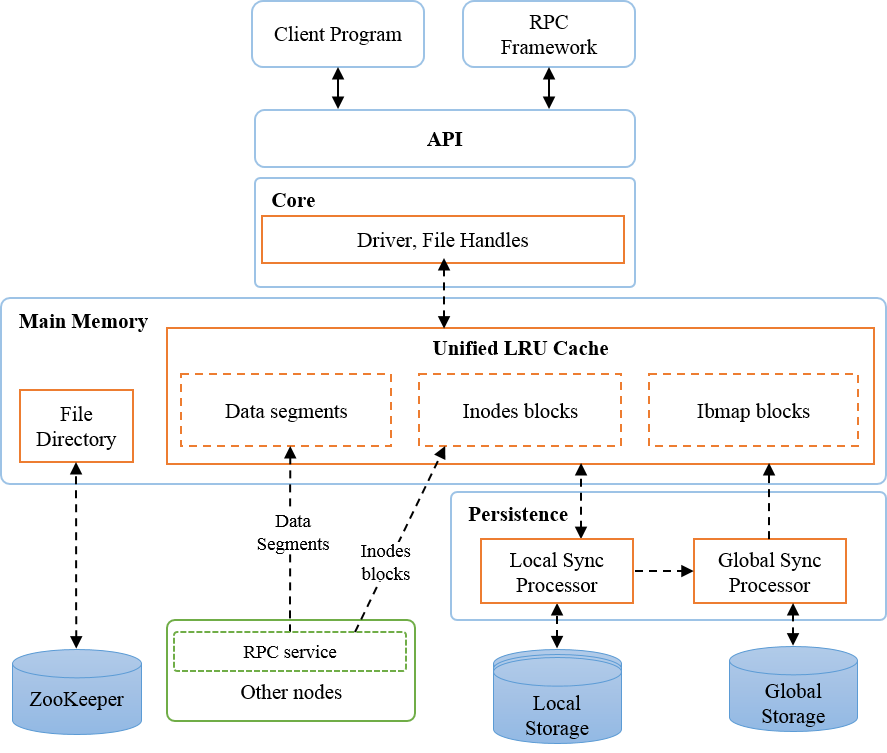 Client Program
RPC
Framework
API
Core
Driver, File Handles
Main Memory
Unified LRU Cache
File
Directory
Data segments
Inodes blocks
Ibmap blocks
Data
Segments
Inodes
blocks
Persistence
Local Sync
Processor
Global Sync
Processor
RPC service
Other nodes
ZooKeeper
Local
Storage
Global
Storage